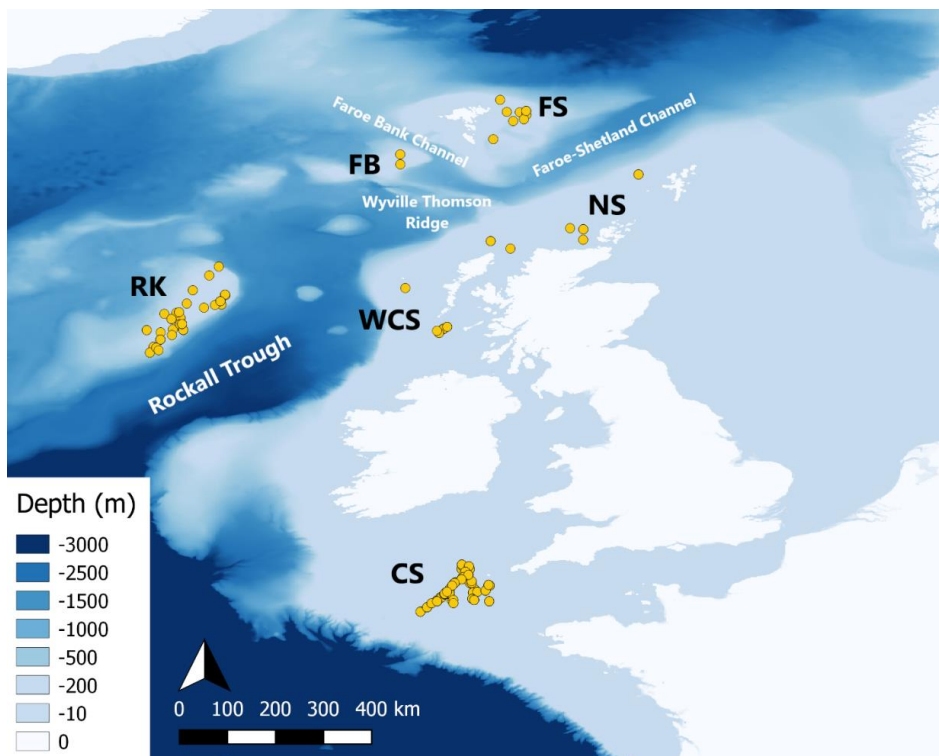 FS
Faroe Bank Channel
Faroe-Shetland Channel
FB
Wyville Thomson
Ridge
NS
RK
WCS
Rockall Trough
CS
Depth (m)
-3000
-2500
-1500
-1000
-500
-200
-10
0
0 100 200 300 400 km